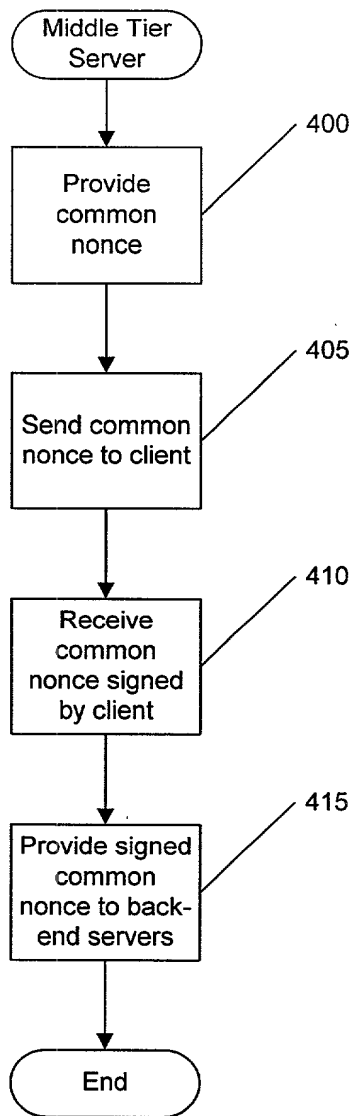 Middle Tier
Server
400
Provide
common
nonce
405
Send common
nonce to client
410
Receive
common
nonce signed
by client
415
Provide signed
common
nonce to back-
end servers
End